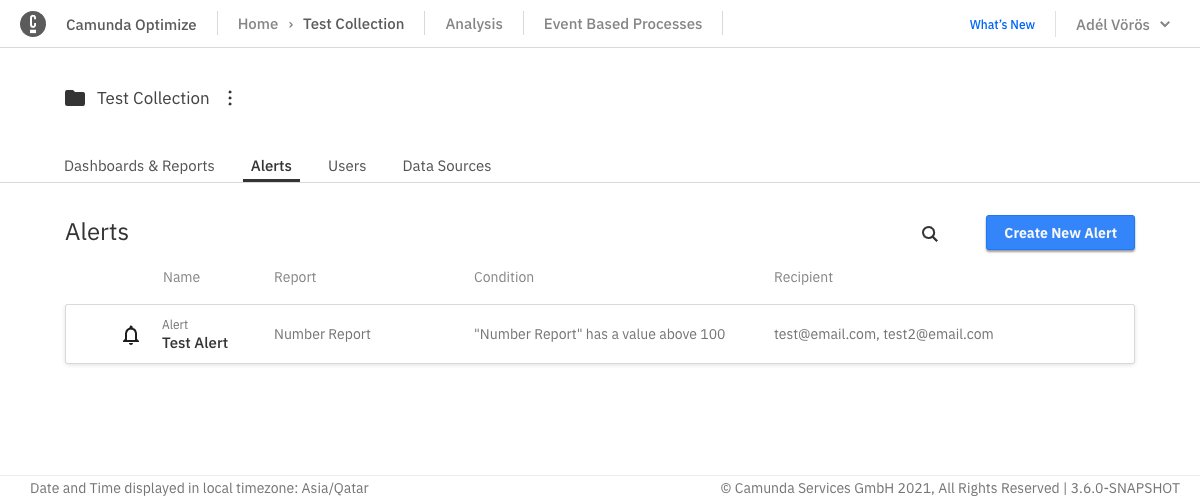 Camunda Optimize Home › Test Collection Analysis Event Based Processes What's New Adél Vörös
Test Collection
Dashboards & Reports Alerts Users Data Sources
Alerts Create New Alert
Name Report Condition Recipient
Alert
Test Alert Number Report "Number Report" has a value above 100 test@email.com, test2@email.com
Date and Time displayed in local timezone: Asia/Qatar © Camunda Services GmbH 2021, All Rights Reserved | 3.6.0-SNAPSHOT